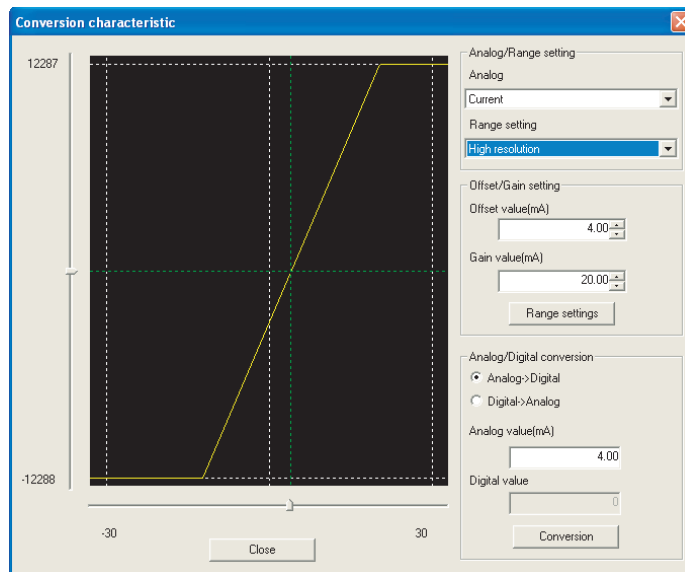 Conversion characteristic
12287
-12288
-30
30
Close
Analog/Range setting
Analog
Current
Range setting
High resolution
Offset/Gain setting
Offset value(mA)
4.00
Gain value(mA)
20.00
Range settings
Analog/Digital conversion
Analog->Digital
Digital->Analog
Analog value(mA)
4.00
Digital value
0
Conversion